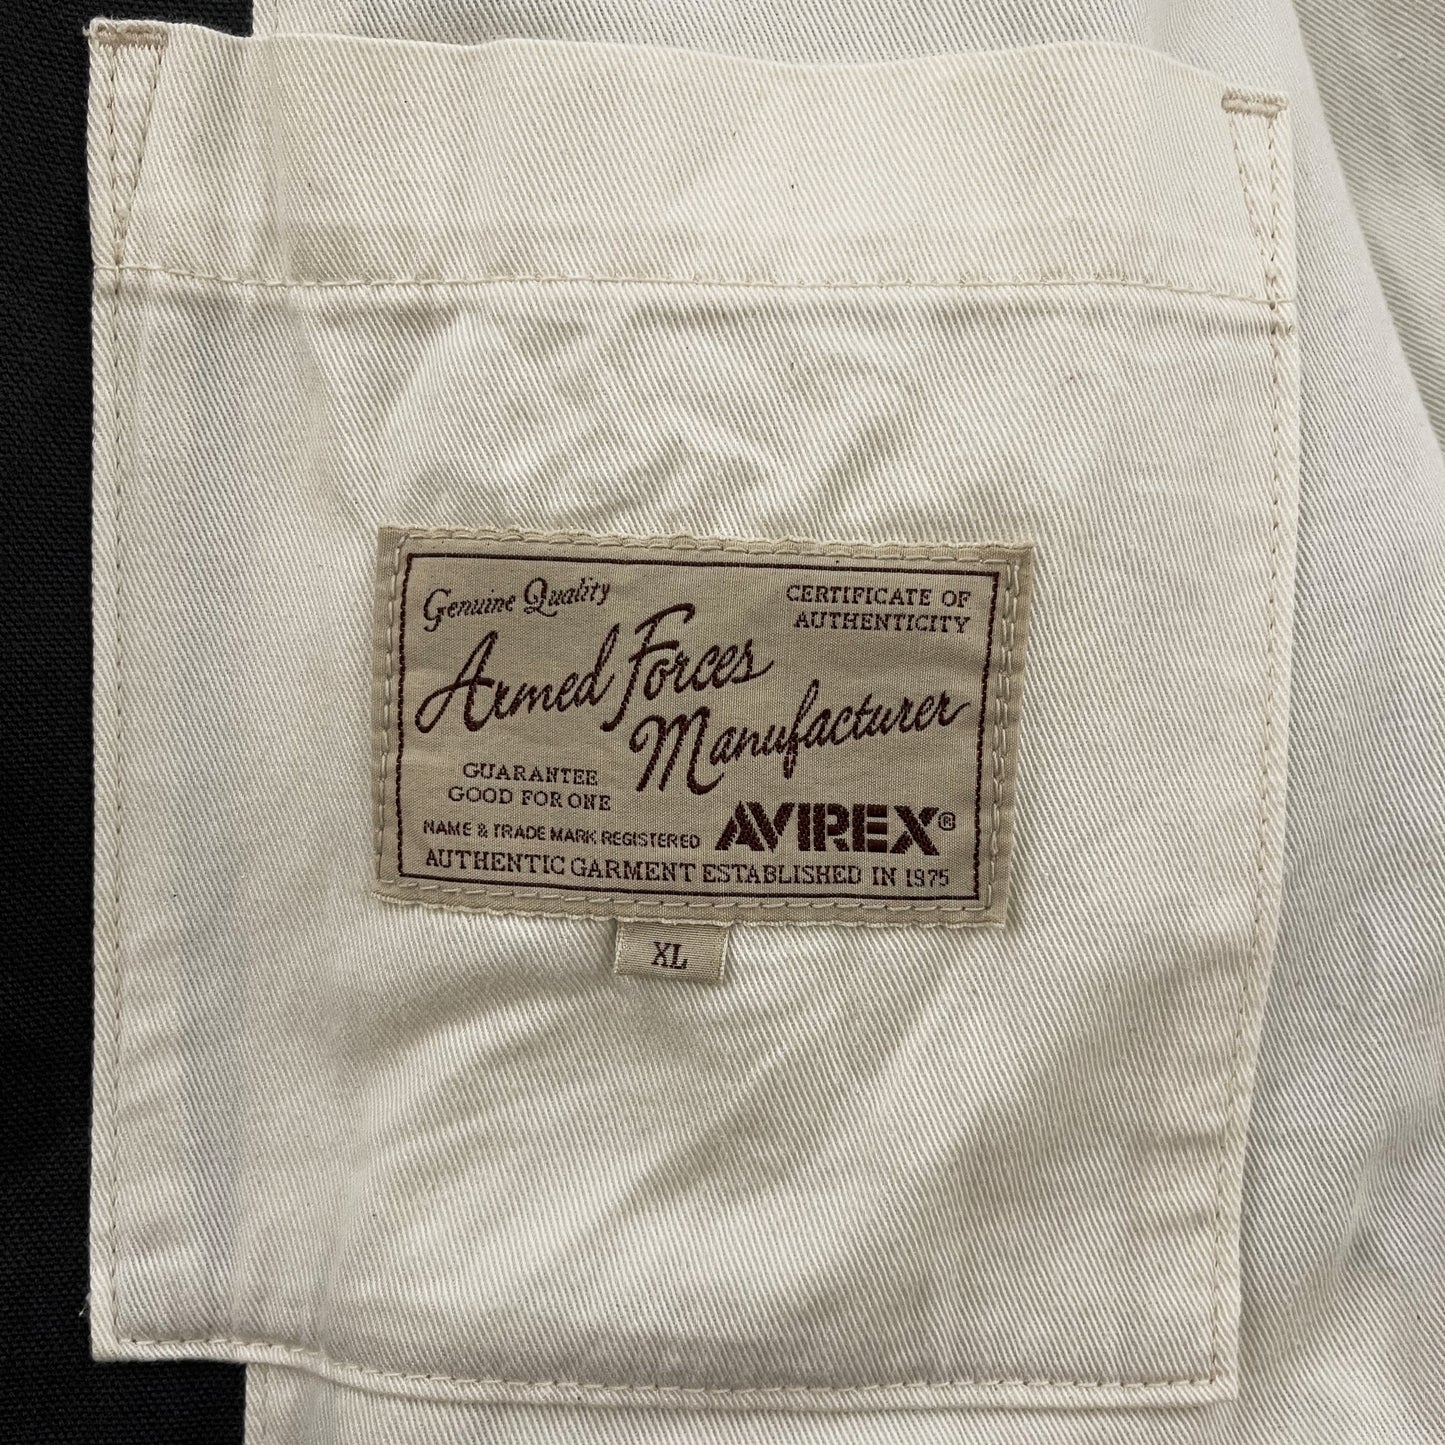 Genuine Quality
CERTIFICATE OF
AUTHENTICITY
Armed Forces
Manufacturer
GUARANTEE
GOOD FOR ONE
NAME & TRADE MARK REGISTERED
AVIREX®
AUTHENTIC GARMENT ESTABLISHED IN 1975
XL